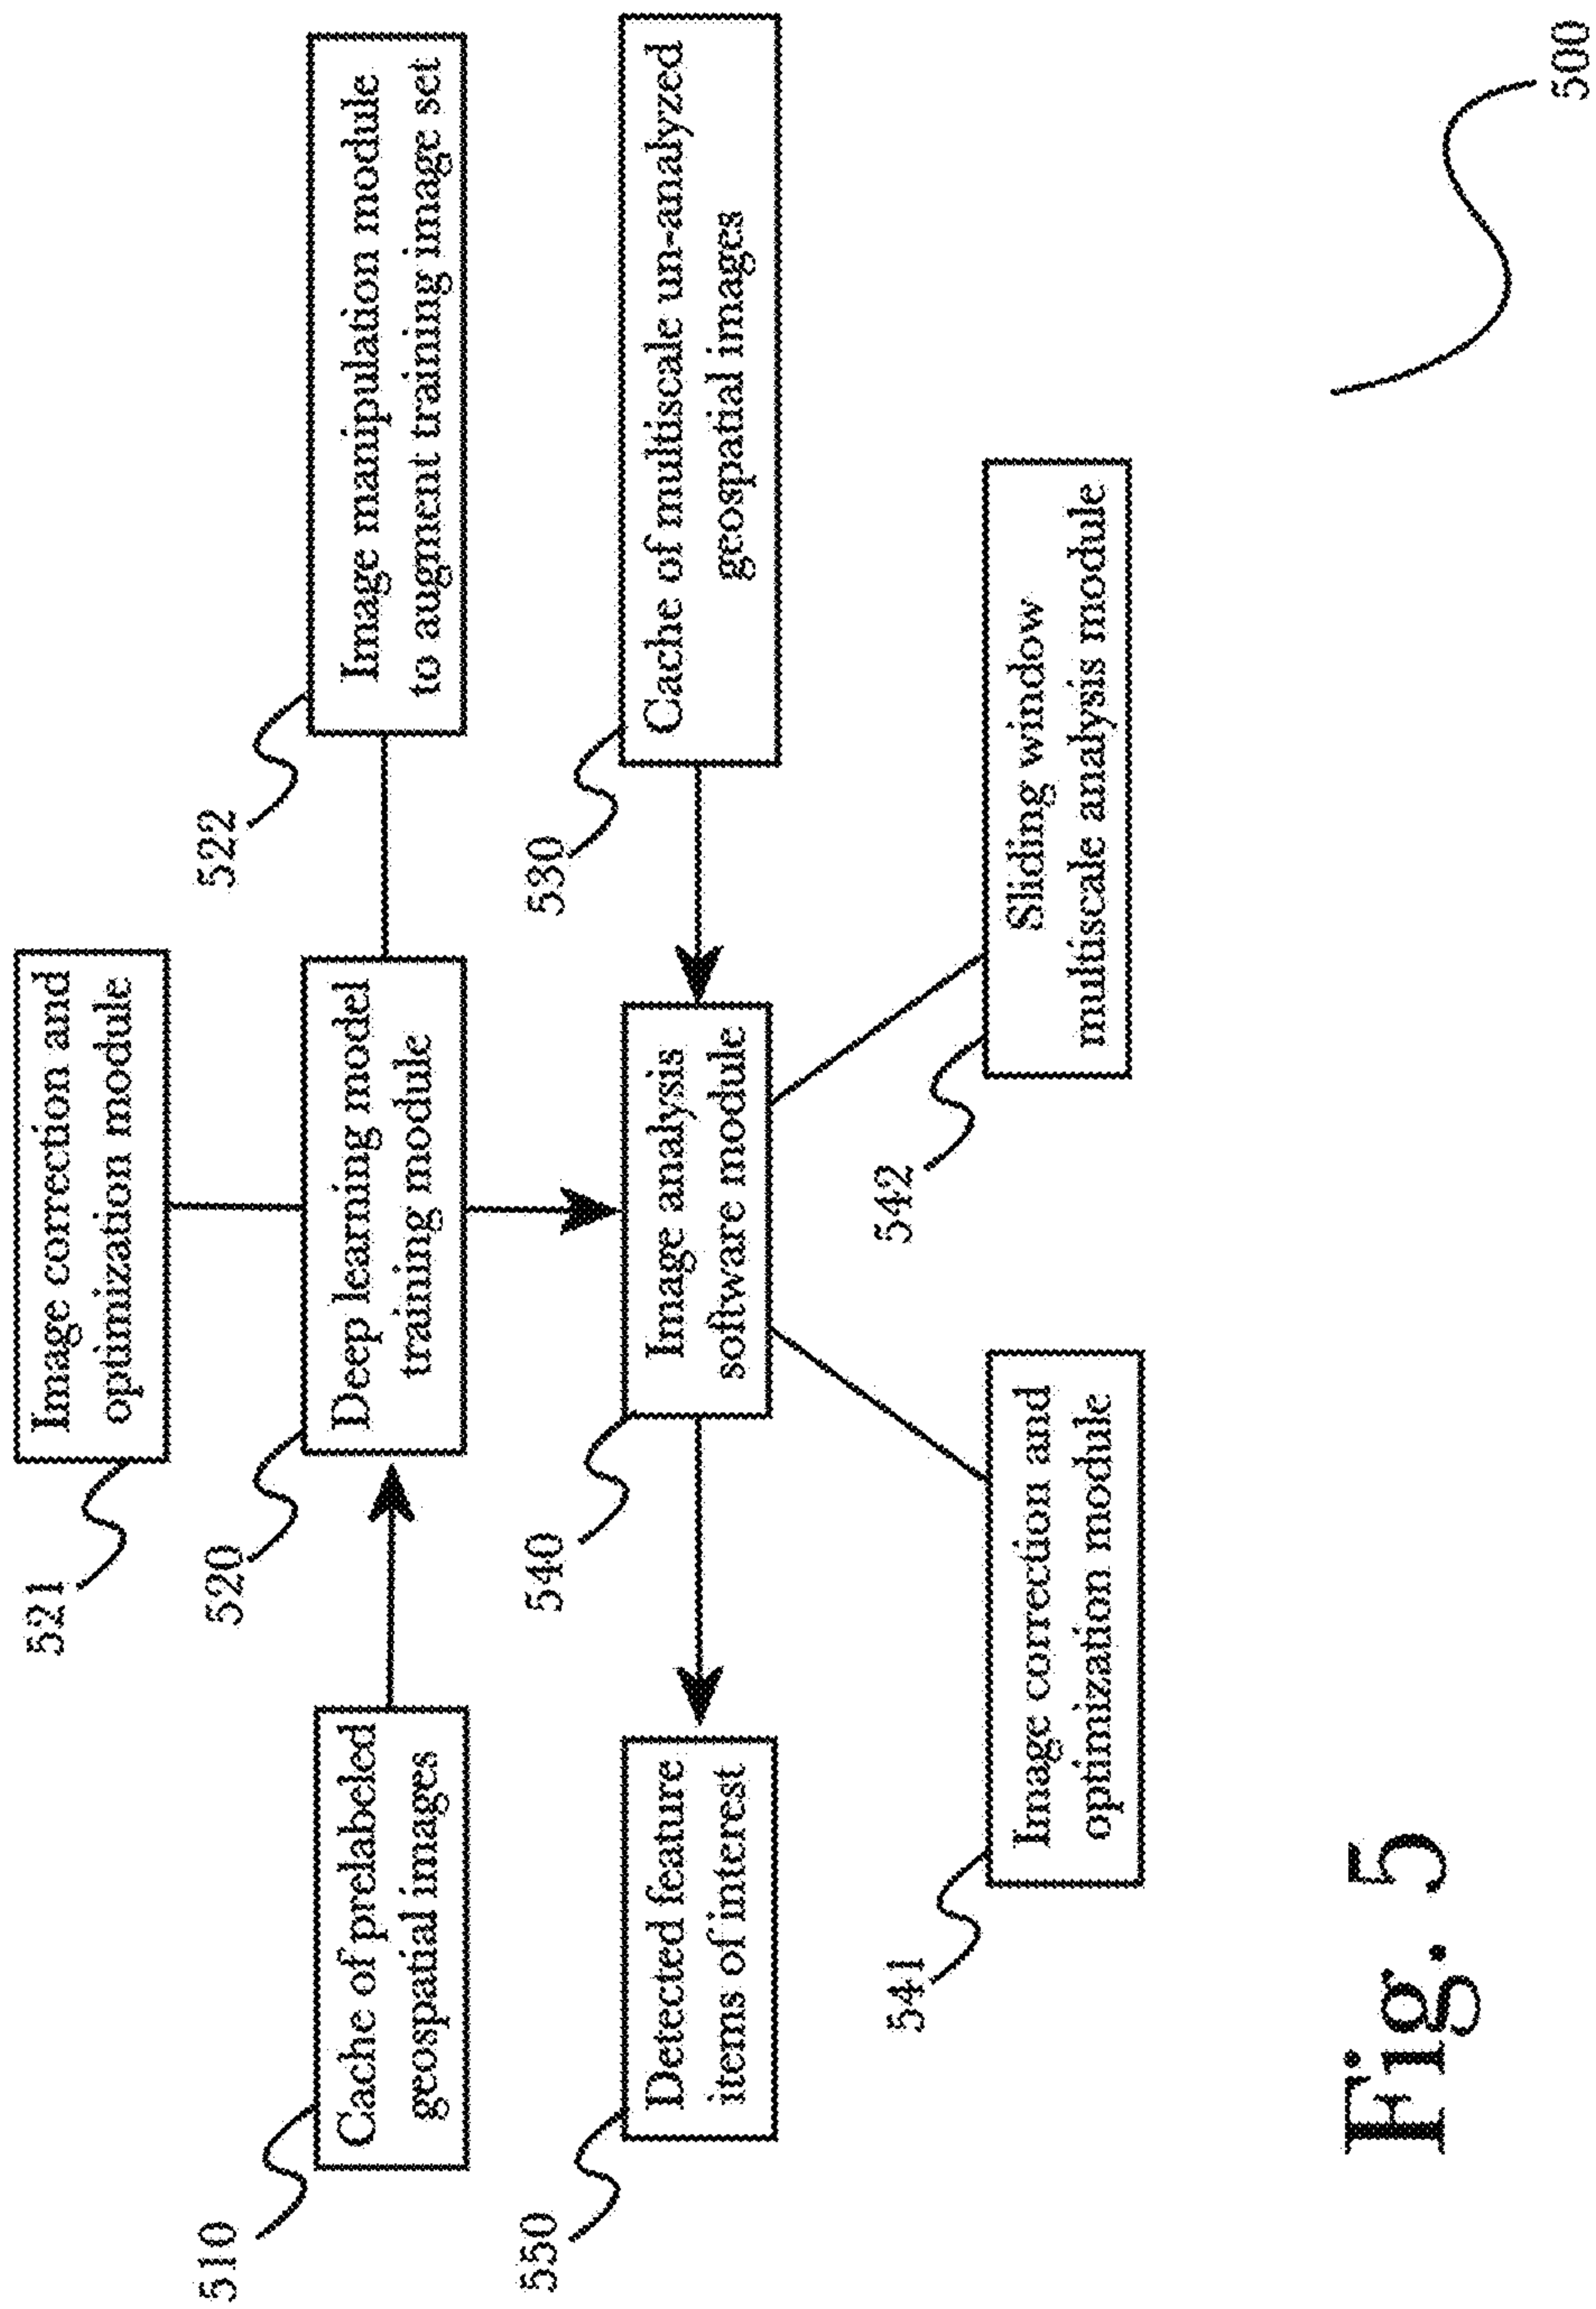 521
Image correction and
optimization module
510
Cache of prelabeled
geospatial images
520
Deep learning model
training module
522
Image manipulation module
to augment training image set
550
Detected feature
items of interest
540
Image analysis
software module
530
Cache of multiscale un-analyzed
geospatial images
541
Image correction and
optimization module
542
Sliding window
multiscale analysis module
Fig. 5
500